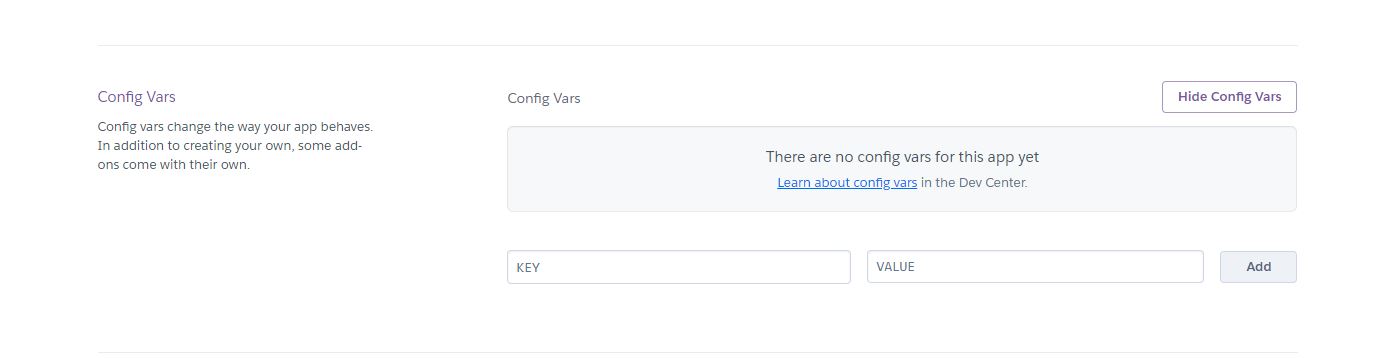 Config Vars
Config vars change the way your app behaves.
In addition to creating your own, some add-
ons come with their own.
Config Vars
Hide Config Vars
There are no config vars for this app yet
Learn about config vars in the Dev Center.
KEY
VALUE
Add